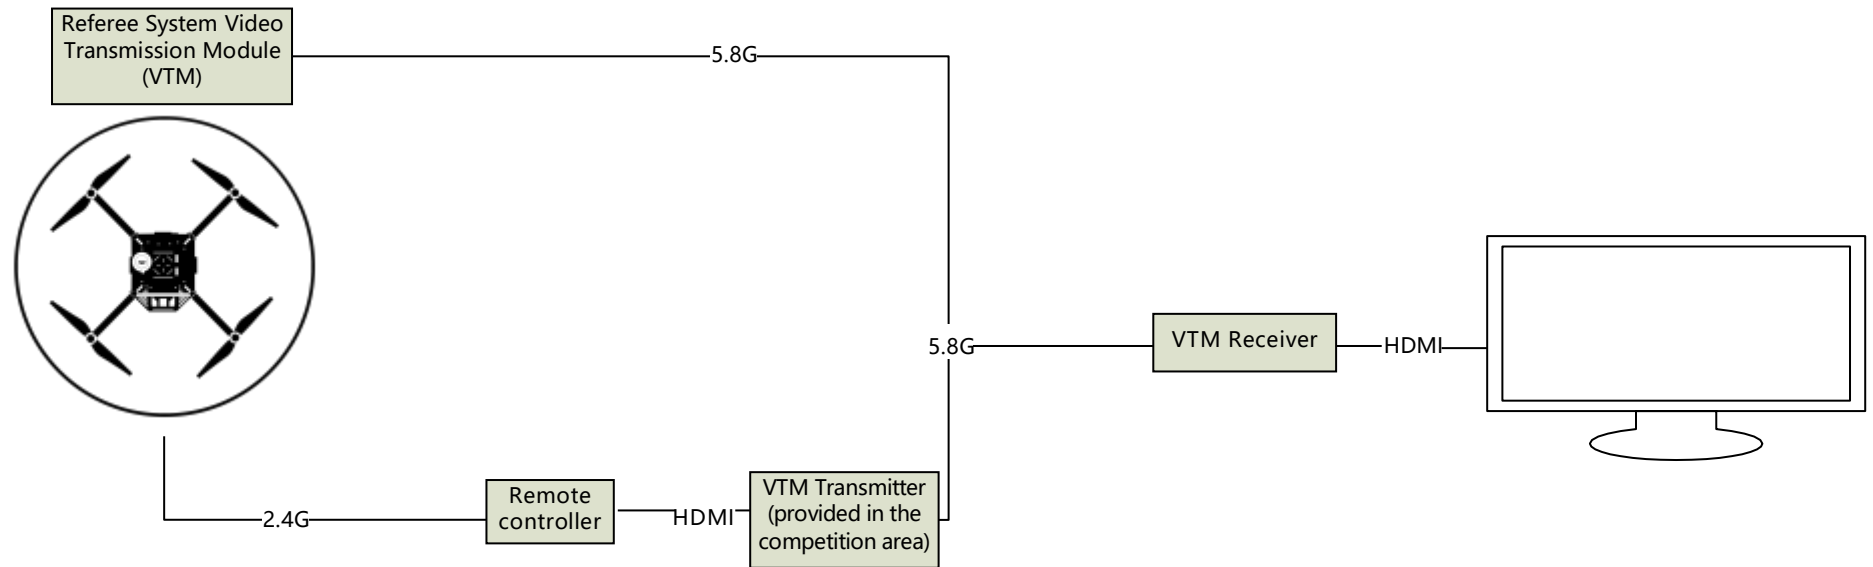 Referee System Video
Transmission Module
(VTM)
5.8G
5.8G
VTM Receiver
HDMI
2.4G
Remote
controller
HDMI
VTM Transmitter
(provided in the
competition area)